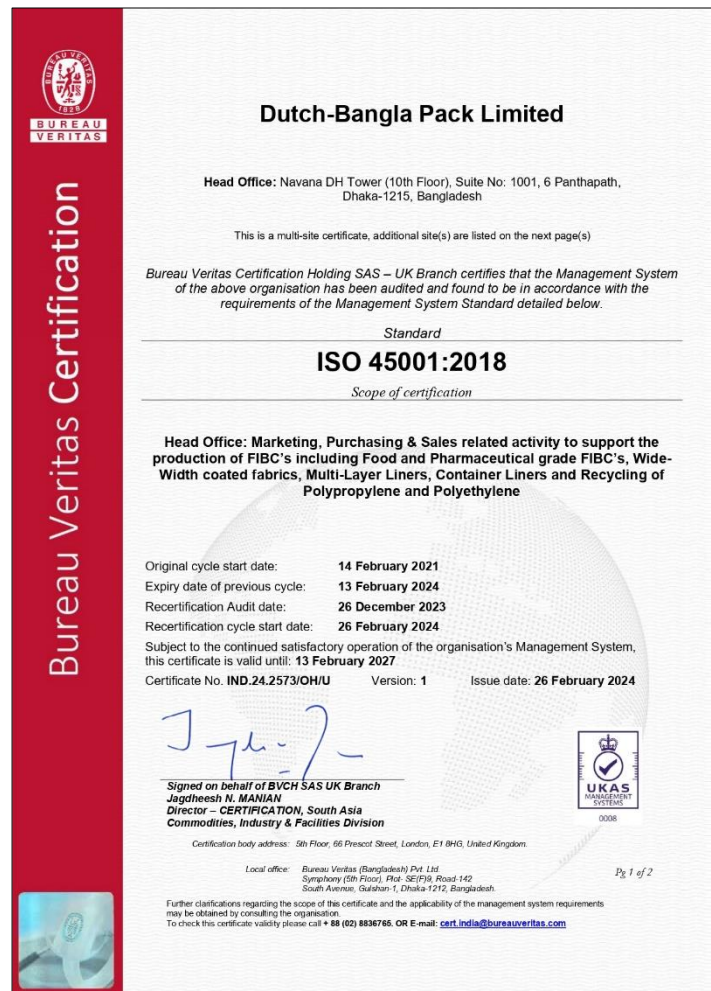 BUREAU VERITAS
1828
BUREAU
VERITAS
Bureau Veritas Certification
Dutch-Bangla Pack Limited
Head Office: Navana DH Tower (10th Floor), Suite No: 1001, 6 Panthapath,
Dhaka-1215, Bangladesh
This is a multi-site certificate, additional site(s) are listed on the next page(s)
Bureau Veritas Certification Holding SAS – UK Branch certifies that the Management System
of the above organisation has been audited and found to be in accordance with the
requirements of the Management System Standard detailed below.
Standard
ISO 45001:2018
Scope of certification
Head Office: Marketing, Purchasing & Sales related activity to support the
production of FIBC's including Food and Pharmaceutical grade FIBC's, Wide-
Width coated fabrics, Multi-Layer Liners, Container Liners and Recycling of
Polypropylene and Polyethylene
Original cycle start date: 14 February 2021
Expiry date of previous cycle: 13 February 2024
Recertification Audit date: 26 December 2023
Recertification cycle start date: 26 February 2024
Subject to the continued satisfactory operation of the organisation's Management System,
this certificate is valid until: 13 February 2027
Certificate No. IND.24.2573/OH/U Version: 1 Issue date: 26 February 2024
Signed on behalf of BVCH SAS UK Branch
Jagdheesh N. MANIAN
Director – CERTIFICATION, South Asia
Commodities, Industry & Facilities Division
UKAS
MANAGEMENT
SYSTEMS
0008
Certification body address: 5th Floor, 66 Prescot Street, London, E1 8HG, United Kingdom.
Local office: Bureau Veritas (Bangladesh) Pvt. Ltd.
Symphony (5th Floor), Plot- SE(F)9, Road-142
South Avenue, Gulshan-1, Dhaka-1212, Bangladesh.
Pg 1 of 2
Further clarifications regarding the scope of this certificate and the applicability of the management system requirements
may be obtained by consulting the organisation.
To check this certificate validity please call + 88 (02) 8836765. OR E-mail: cert.india@bureauveritas.com